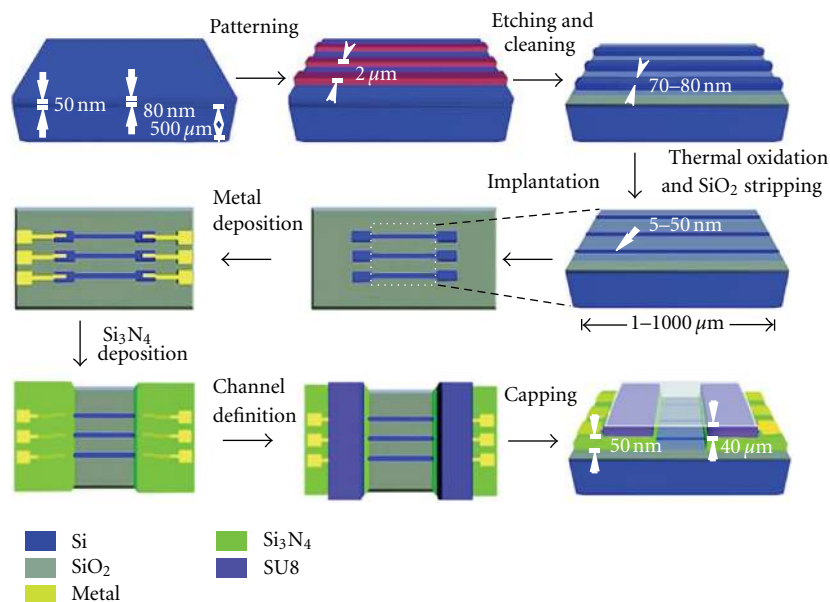 Patterning
Etching and
cleaning
50 nm
80 nm
500 μm
2 μm
70–80 nm
Thermal oxidation
and SiO₂ stripping
Implantation
Metal
deposition
5–50 nm
1–1000 μm
Si₃N₄
deposition
Channel
definition
Capping
50 nm
40 μm
Si
SiO₂
Metal
Si₃N₄
SU8